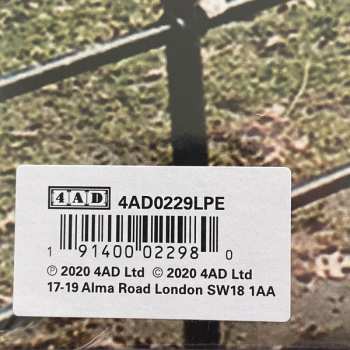 4AD 4AD0229LPE
1 91400 02298 0
℗ 2020 4AD Ltd © 2020 4AD Ltd
17-19 Alma Road London SW18 1AA